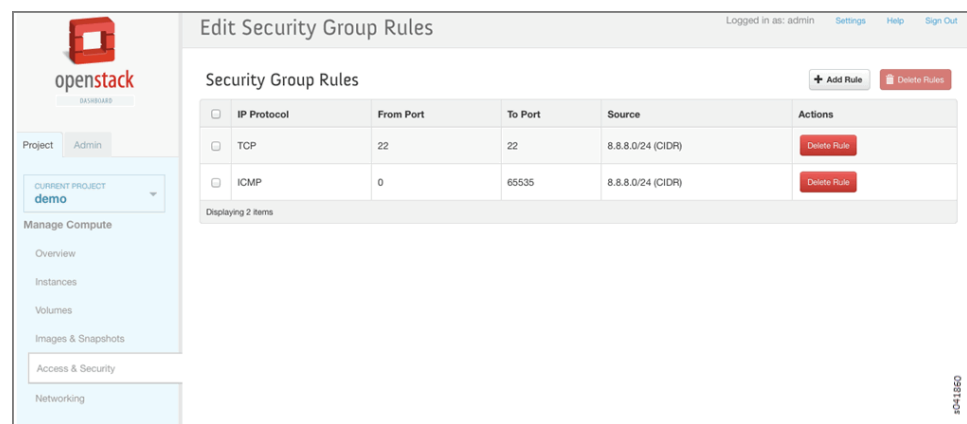 Edit Security Group Rules
Logged in as: admin Settings Help Sign Out
openstack
DASHBOARD
Project Admin
CURRENT PROJECT
demo
Manage Compute
Overview
Instances
Volumes
Images & Snapshots
Access & Security
Networking
Security Group Rules
Add Rule Delete Rules
IP Protocol From Port To Port Source Actions
TCP 22 22 8.8.8.0/24 (CIDR) Delete Rule
ICMP 0 65535 8.8.8.0/24 (CIDR) Delete Rule
Displaying 2 items
s041860